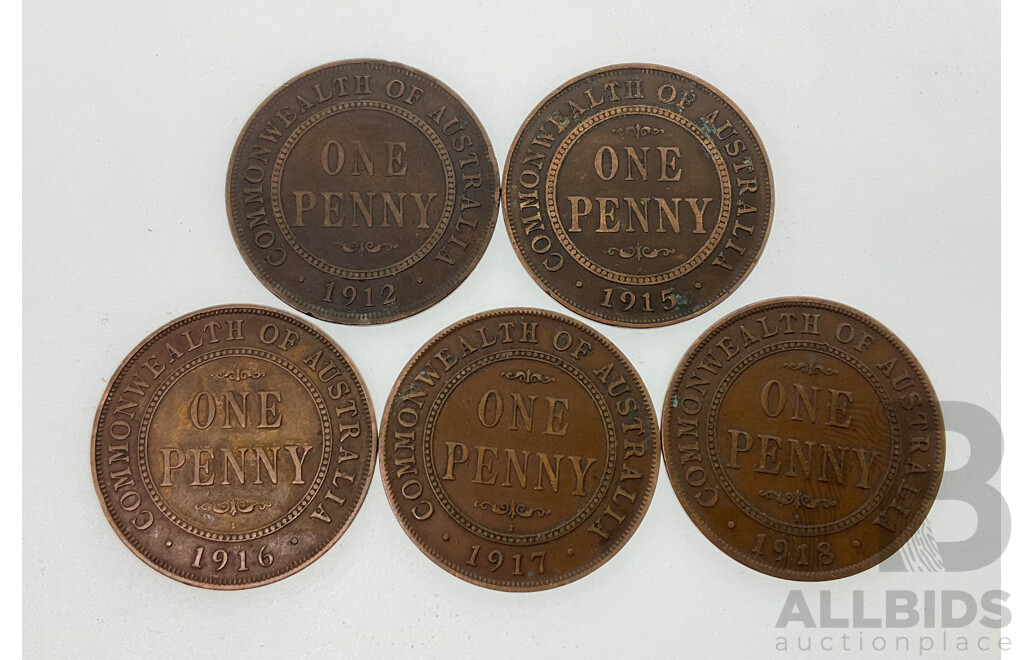 COMMONWEALTH OF AUSTRALIA
ONE
PENNY
1912
COMMONWEALTH OF AUSTRALIA
ONE
PENNY
1915
COMMONWEALTH OF AUSTRALIA
ONE
PENNY
1916
COMMONWEALTH OF AUSTRALIA
ONE
PENNY
1917
COMMONWEALTH OF AUSTRALIA
ONE
PENNY
1918
B
ALLBIDS
auctionplace